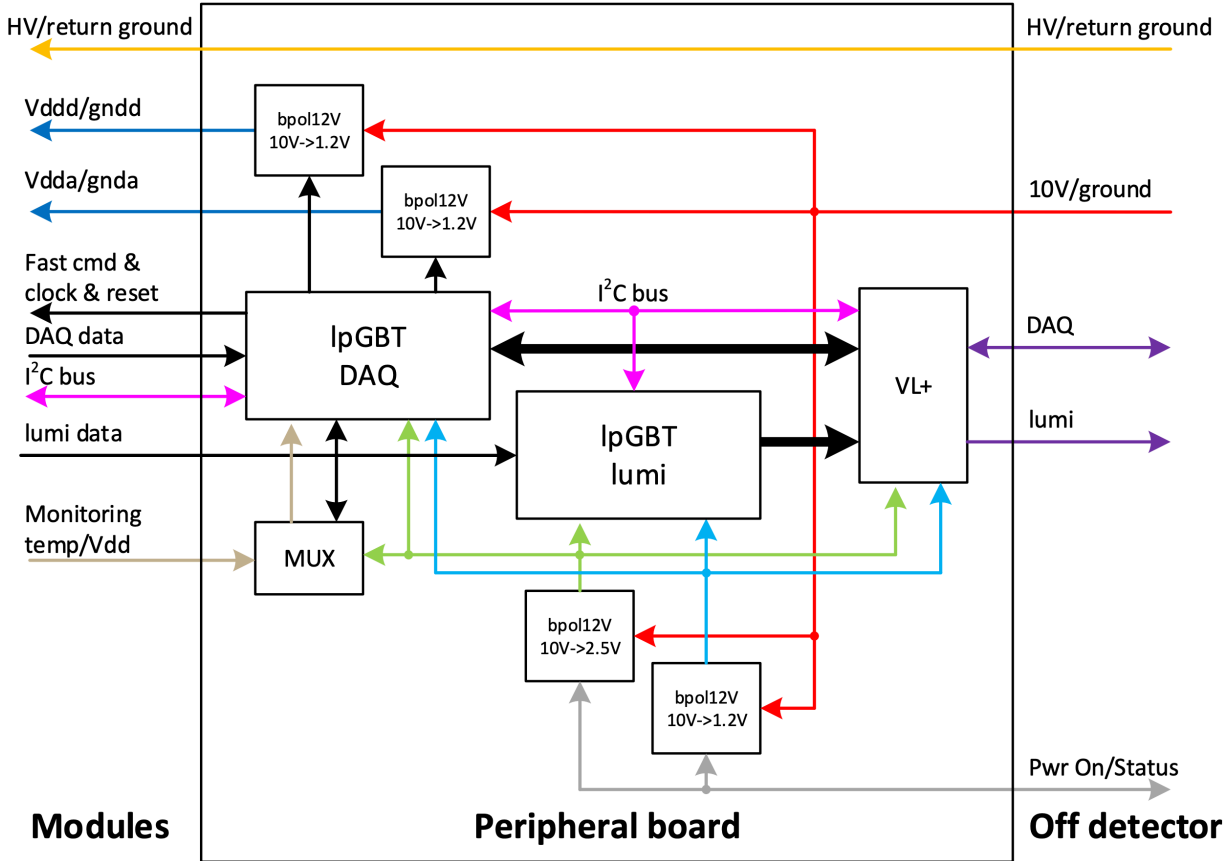 HV/return ground
HV/return ground
Vddd/gndd
bpol12V
10V->1.2V
Vdda/gnda
bpol12V
10V->1.2V
10V/ground
Fast cmd &
clock & reset
I²C bus
lpGBT
DAQ
DAQ data
DAQ
I²C bus
VL+
lumi data
lpGBT
lumi
lumi
Monitoring
temp/Vdd
MUX
bpol12V
10V->2.5V
bpol12V
10V->1.2V
Pwr On/Status
Modules
Peripheral board
Off detector